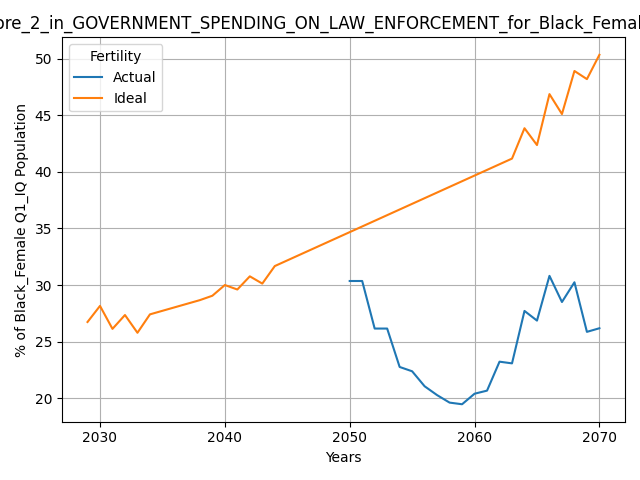 ore_2_in_GOVERNMENT_SPENDING_ON_LAW_ENFORCEMENT_for_Black_Femal
Fertility
Actual
Ideal
% of Black_Female Q1_IQ Population
50
45
40
35
30
25
20
2030 2040 2050 2060 2070
Years